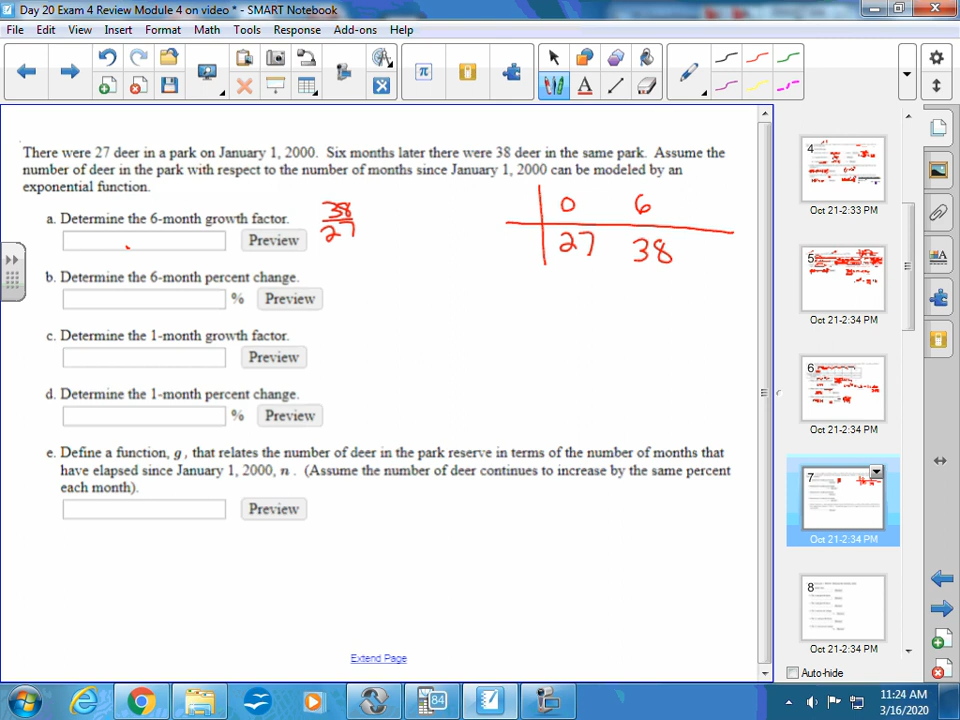 Day 20 Exam 4 Review Module 4 on video * - SMART Notebook
File Edit View Insert Format Math Tools Response Add-ons Help
There were 27 deer in a park on January 1, 2000. Six months later there were 38 deer in the same park. Assume the
number of deer in the park with respect to the number of months since January 1, 2000 can be modeled by an
exponential function.
a. Determine the 6-month growth factor.
Preview
38
27
0 6
27 38
b. Determine the 6-month percent change.
% Preview
c. Determine the 1-month growth factor.
Preview
d. Determine the 1-month percent change.
% Preview
e. Define a function, g, that relates the number of deer in the park reserve in terms of the number of months that
have elapsed since January 1, 2000, n. (Assume the number of deer continues to increase by the same percent
each month).
Preview
Extend Page
4
Oct 21-2:33 PM
5
Oct 21-2:34 PM
6
Oct 21-2:34 PM
7
Oct 21-2:34 PM
8
Oct 21-2:34 PM
Auto-hide
84
11:24 AM
3/16/2020